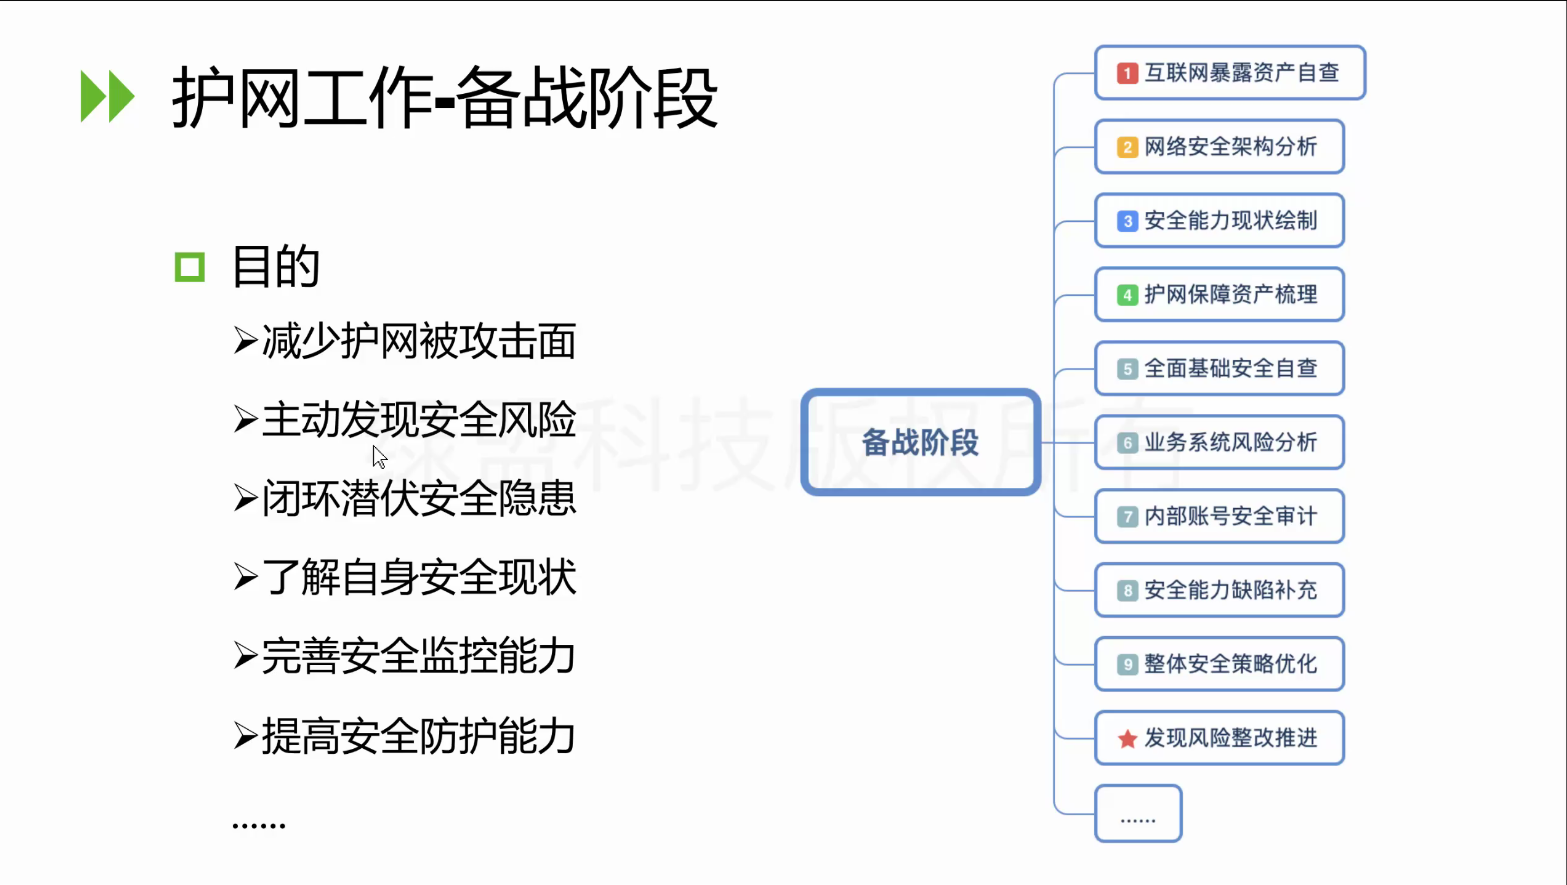 护网工作-备战阶段
目的
减少护网被攻击面
主动发现安全风险
闭环潜伏安全隐患
了解自身安全现状
完善安全监控能力
提高安全防护能力
......
备战阶段
1 互联网暴露资产自查
2 网络安全架构分析
3 安全能力现状绘制
4 护网保障资产梳理
5 全面基础安全自查
6 业务系统风险分析
7 内部账号安全审计
8 安全能力缺陷补充
9 整体安全策略优化
发现风险整改推进
......
绿盟科技版权所有